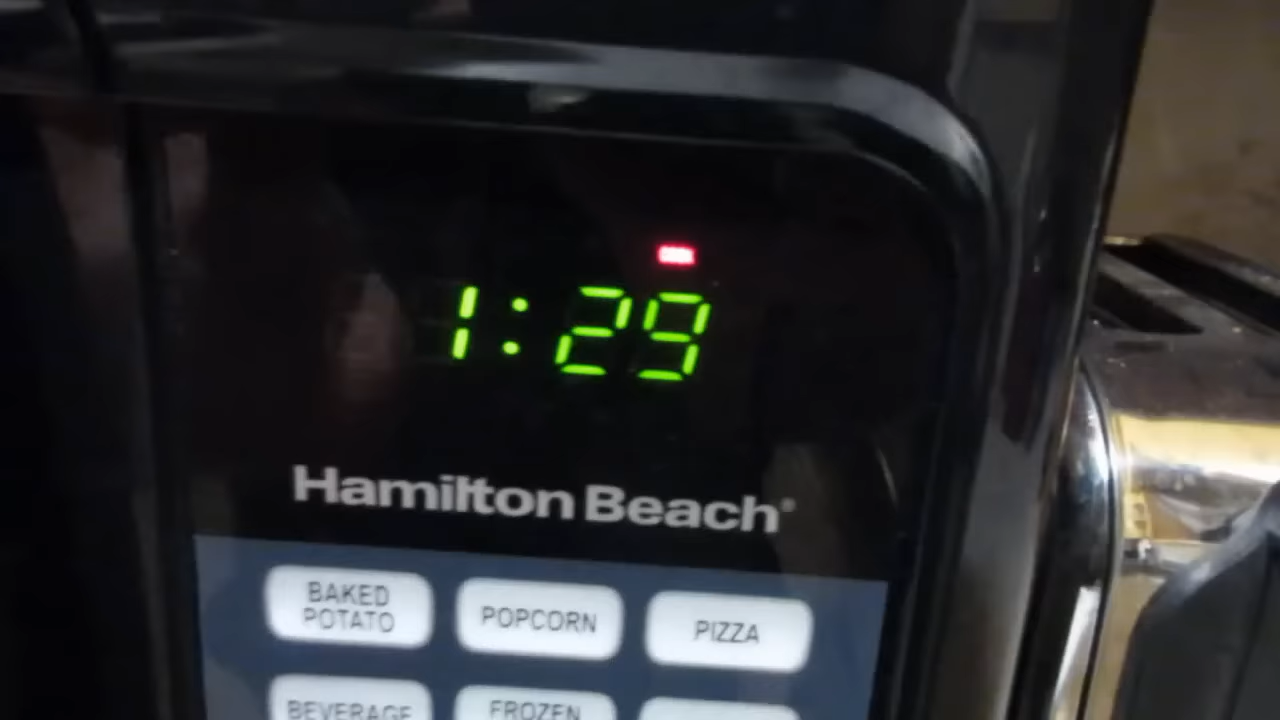 1:29
Hamilton Beach®
BAKED
POTATO
POPCORN
PIZZA
BEVERAGE
FROZEN